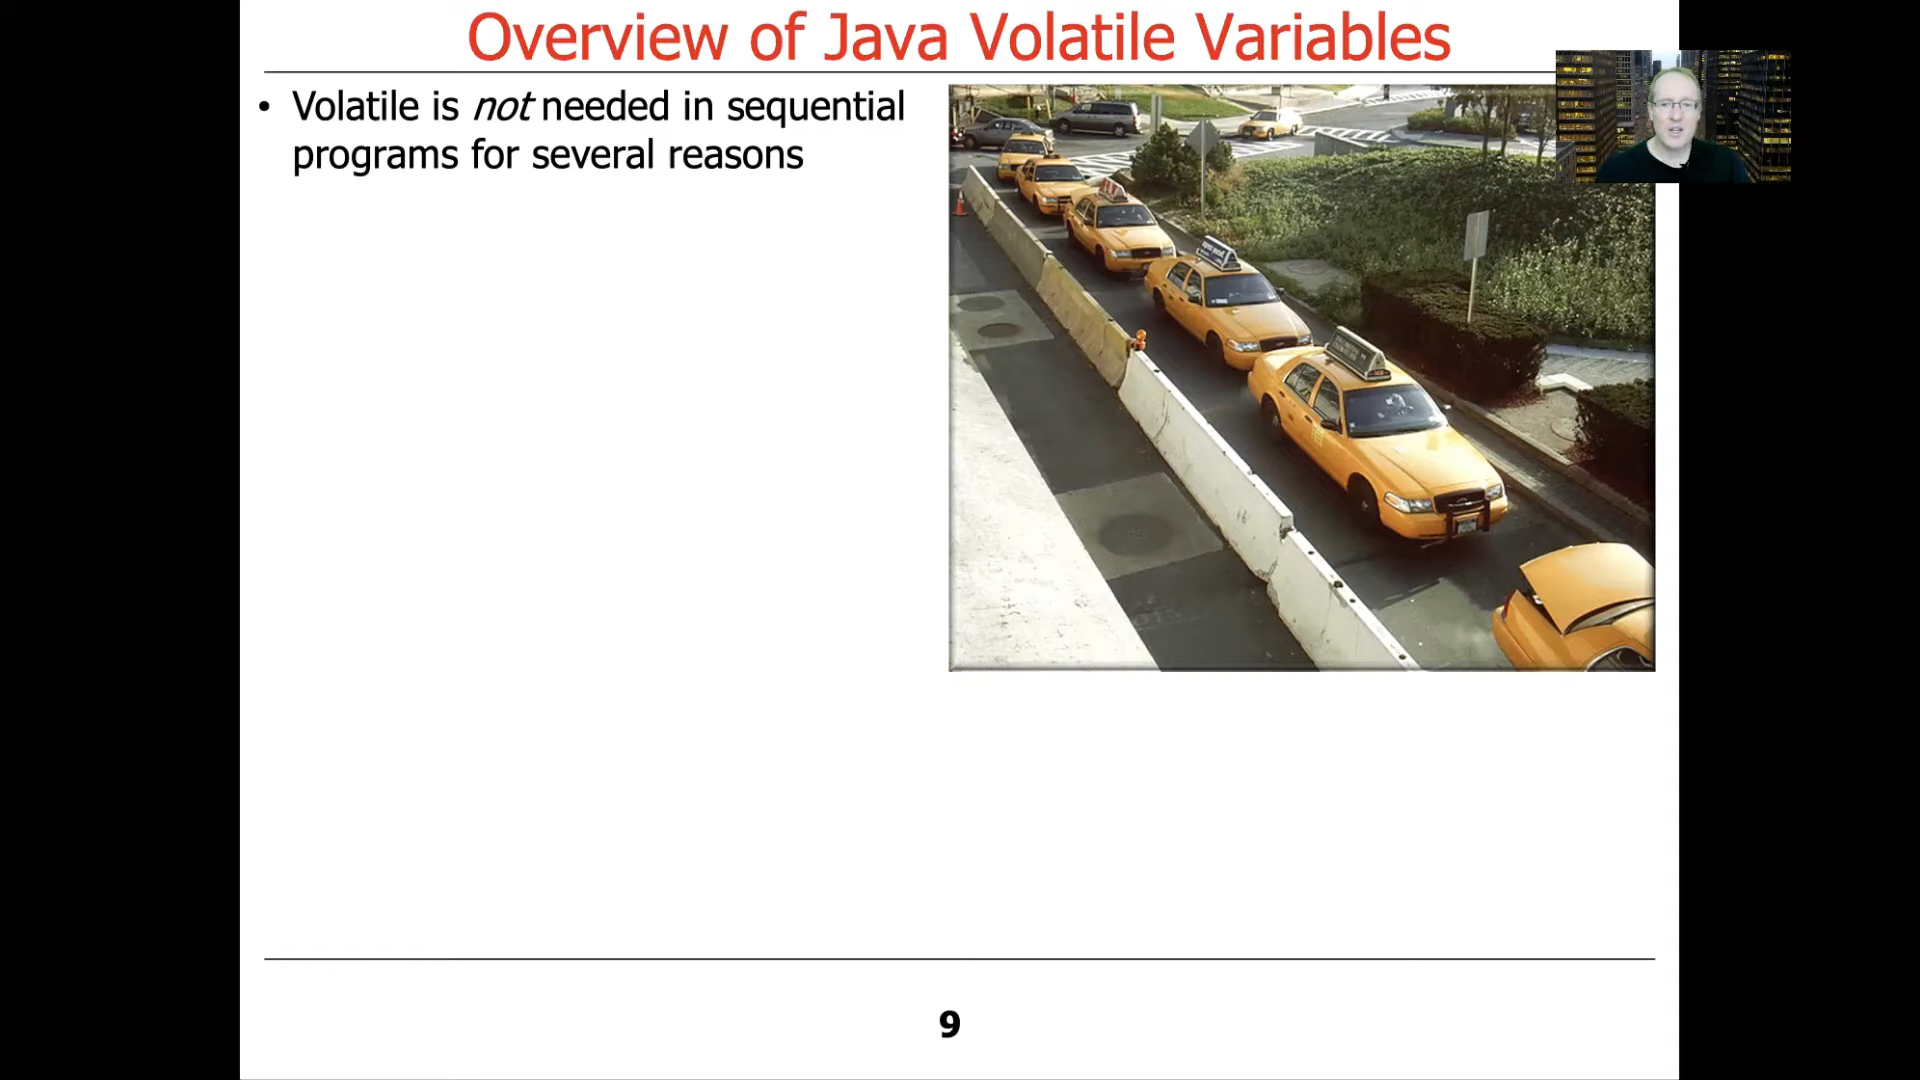 Overview of Java Volatile Variables
• Volatile is not needed in sequential
programs for several reasons
9